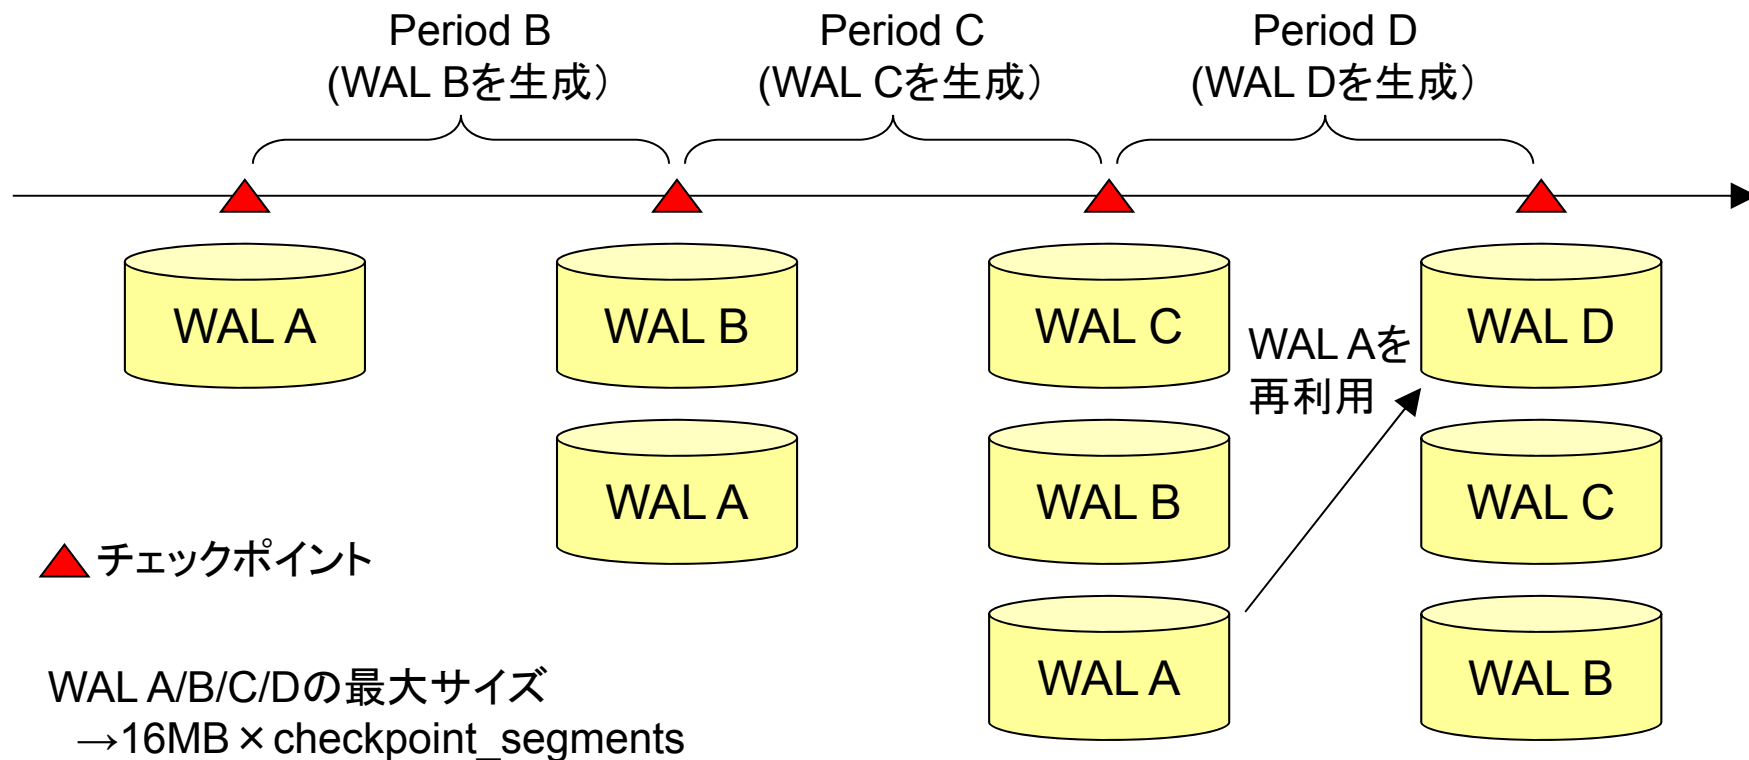 Period B
(WAL Bを生成）
Period C
(WAL Cを生成）
Period D
(WAL Dを生成）
WAL A
WAL B
WAL C
WAL Aを
再利用
WAL D
WAL A
WAL B
WAL C
チェックポイント
WAL A
WAL B
WAL A/B/C/Dの最大サイズ
→16MB×checkpoint_segments